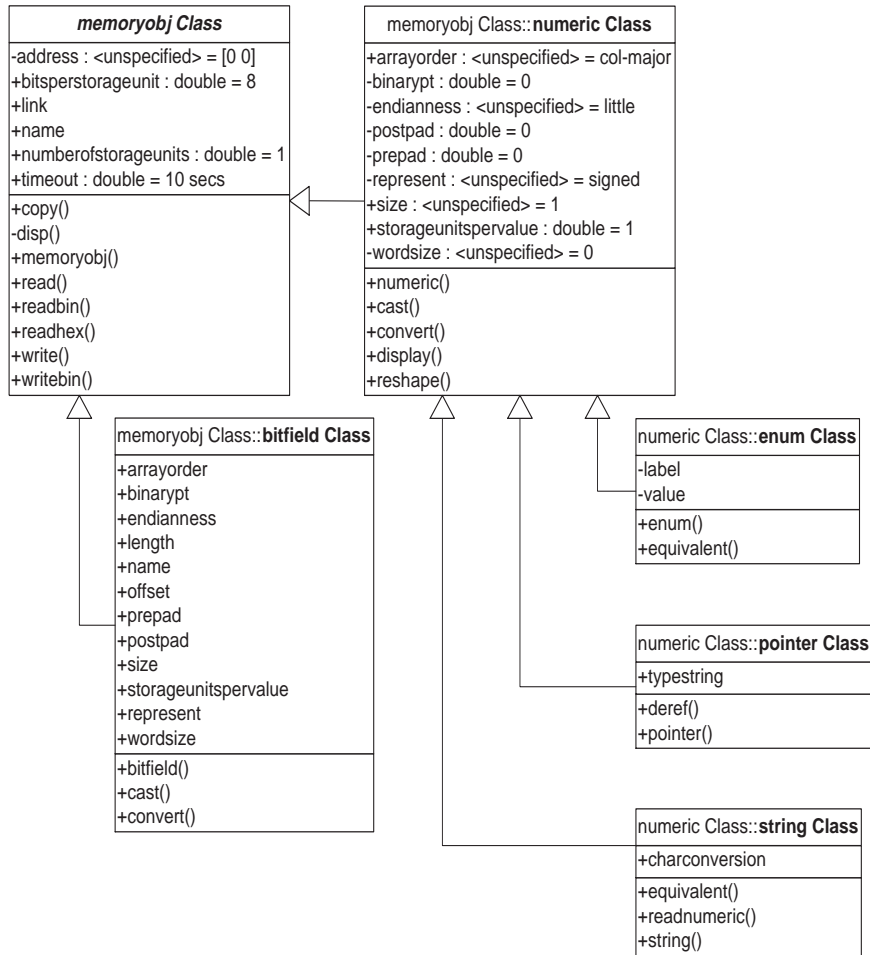 memoryobj Class
-address : <unspecified> = [0 0]
+bitsperstorageunit : double = 8
+link
+name
+numberofstorageunits : double = 1
+timeout : double = 10 secs
+copy()
-disp()
+memoryobj()
+read()
+readbin()
+readhex()
+write()
+writebin()
memoryobj Class::numeric Class
+arrayorder : <unspecified> = col-major
-binarypt : double = 0
-endianness : <unspecified> = little
-postpad : double = 0
-prepad : double = 0
-represent : <unspecified> = signed
+size : <unspecified> = 1
+storageunitspervalue : double = 1
-wordsize : <unspecified> = 0
+numeric()
+cast()
+convert()
+display()
+reshape()
memoryobj Class::bitfield Class
+arrayorder
+binarypt
+endianness
+length
+name
+offset
+prepad
+postpad
+size
+storageunitspervalue
+represent
+wordsize
+bitfield()
+cast()
+convert()
numeric Class::enum Class
-label
-value
+enum()
+equivalent()
numeric Class::pointer Class
+typestring
+deref()
+pointer()
numeric Class::string Class
+charconversion
+equivalent()
+readnumeric()
+string()